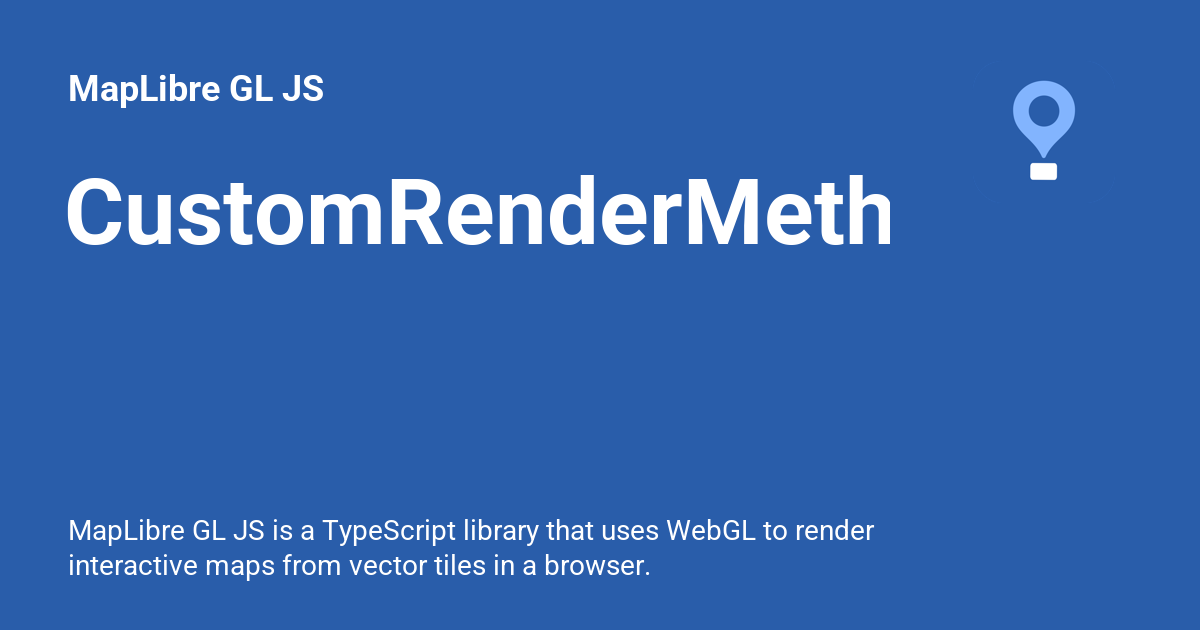 MapLibre GL JS
CustomRenderMeth
MapLibre GL JS is a TypeScript library that uses WebGL to render
interactive maps from vector tiles in a browser.